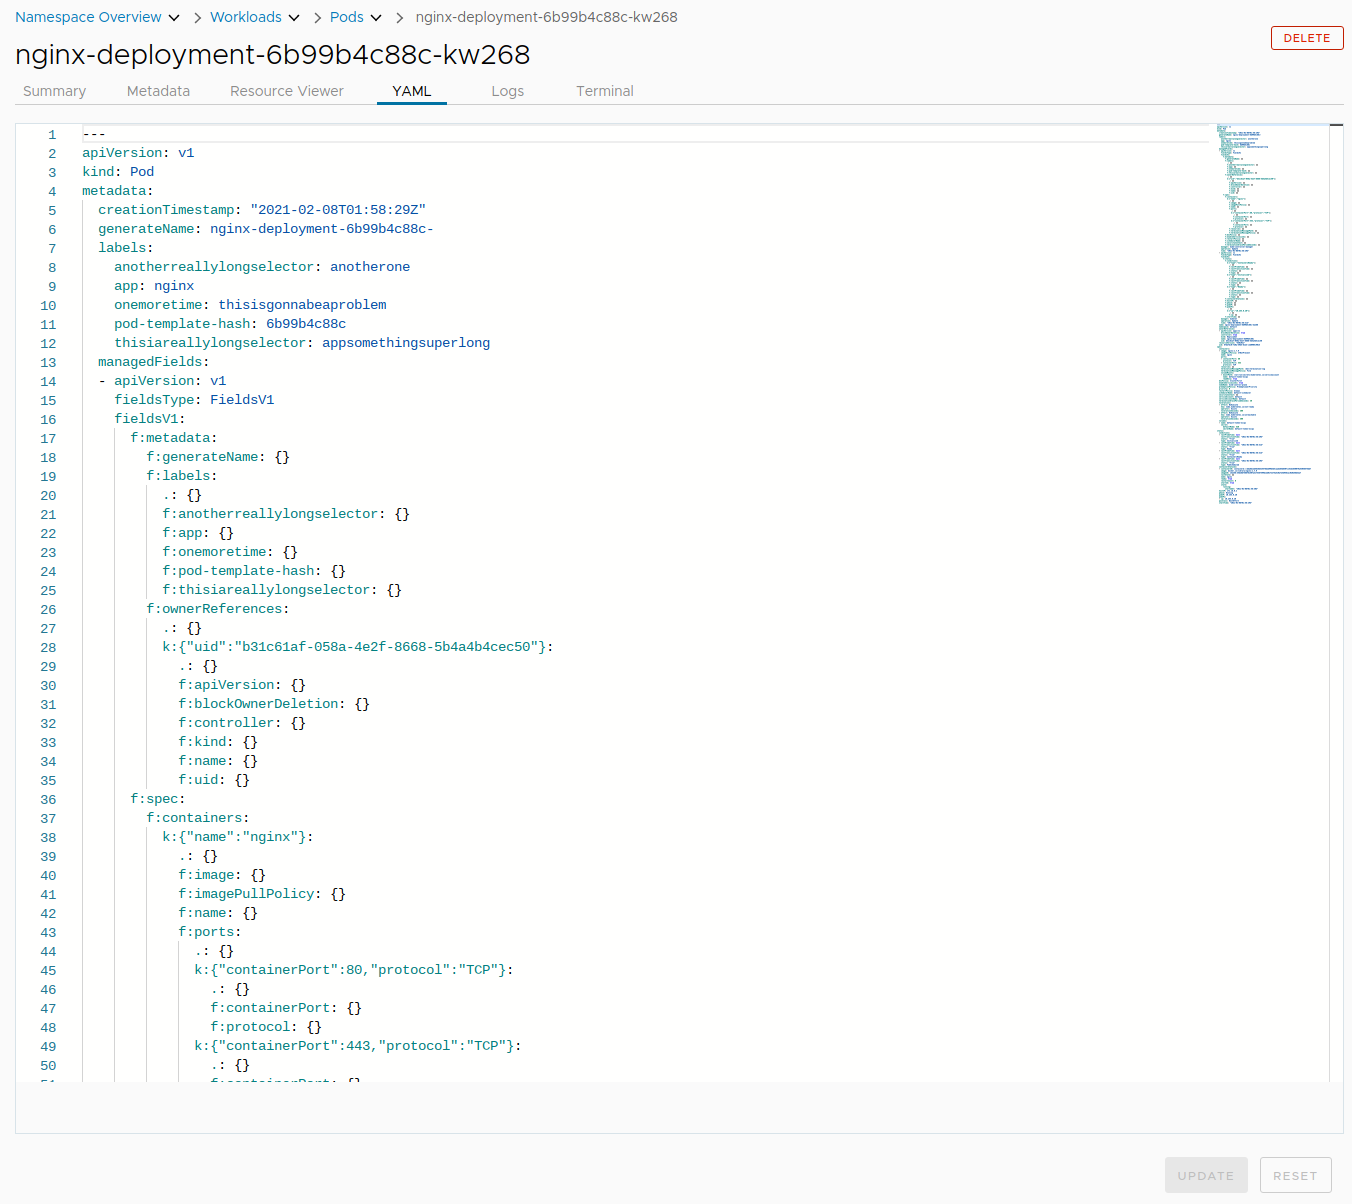 Namespace Overview > Workloads > Pods > nginx-deployment-6b99b4c88c-kw268
nginx-deployment-6b99b4c88c-kw268
DELETE
Summary Metadata Resource Viewer YAML Logs Terminal
1 ---
2 apiVersion: v1
3 kind: Pod
4 metadata:
5   creationTimestamp: "2021-02-08T01:58:29Z"
6   generateName: nginx-deployment-6b99b4c88c-
7   labels:
8     anotherreallylongselector: anotherone
9     app: nginx
10     onemoretime: thisisgonnabeaproblem
11     pod-template-hash: 6b99b4c88c
12     thisiareallylongselector: appsomethingsuperlong
13   managedFields:
14   - apiVersion: v1
15     fieldsType: FieldsV1
16     fieldsV1:
17       f:metadata:
18         f:generateName: {}
19         f:labels:
20           .: {}
21           f:anotherreallylongselector: {}
22           f:app: {}
23           f:onemoretime: {}
24           f:pod-template-hash: {}
25           f:thisiareallylongselector: {}
26         f:ownerReferences:
27           .: {}
28           k:{"uid":"b31c61af-058a-4e2f-8668-5b4a4b4cec50"}:
29             .: {}
30             f:apiVersion: {}
31             f:blockOwnerDeletion: {}
32             f:controller: {}
33             f:kind: {}
34             f:name: {}
35             f:uid: {}
36       f:spec:
37         f:containers:
38           k:{"name":"nginx"}:
39             .: {}
40             f:image: {}
41             f:imagePullPolicy: {}
42             f:name: {}
43             f:ports:
44               .: {}
45               k:{"containerPort":80,"protocol":"TCP"}:
46                 .: {}
47                 f:containerPort: {}
48                 f:protocol: {}
49               k:{"containerPort":443,"protocol":"TCP"}:
50                 .: {}
51                 f:containerPort: {}
UPDATE RESET